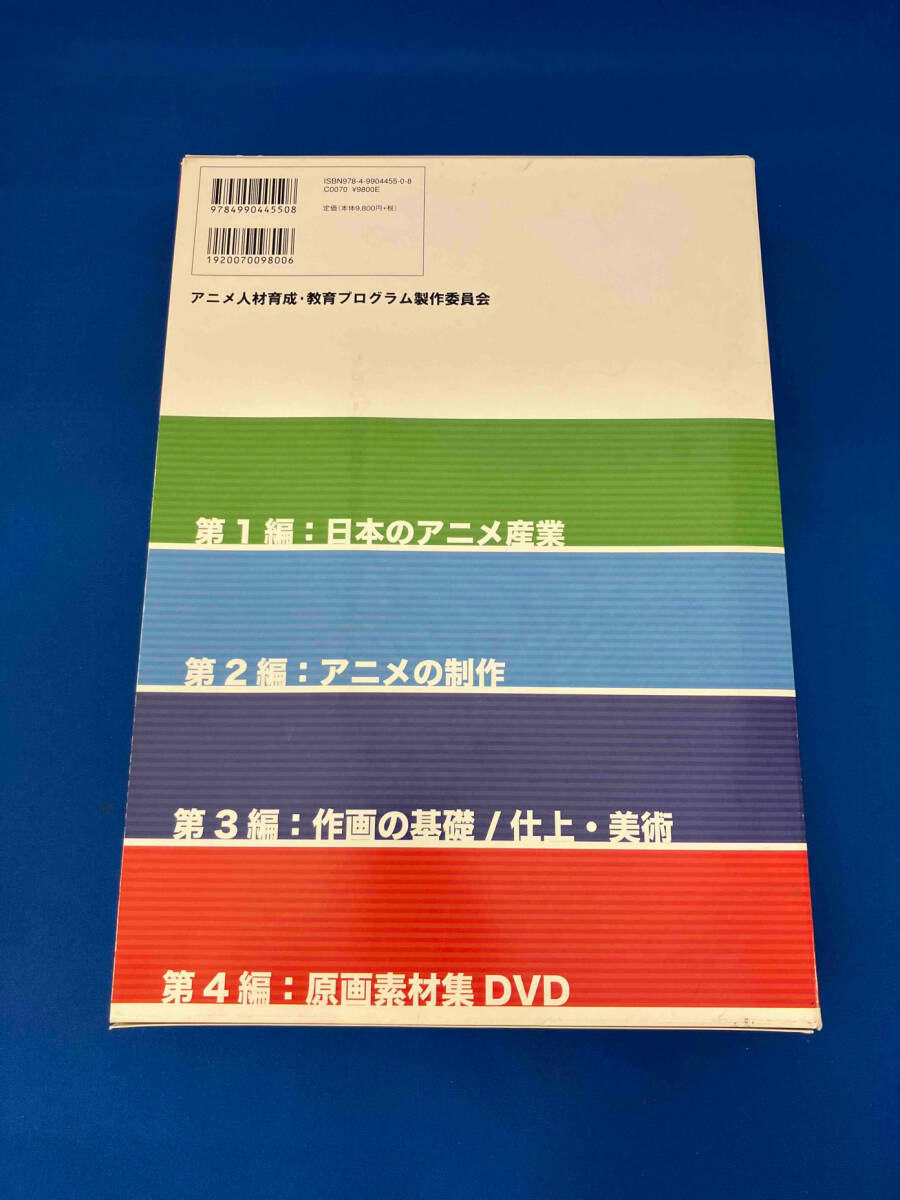 ISBN978-4-9904455-0-8
C0070 ¥9800E
定価(本体9,800円+税)
9784990445508
1920070098006
アニメ人材育成・教育プログラム製作委員会
第1編：日本のアニメ産業
第2編：アニメの制作
第3編：作画の基礎/仕上・美術
第4編：原画素材集DVD